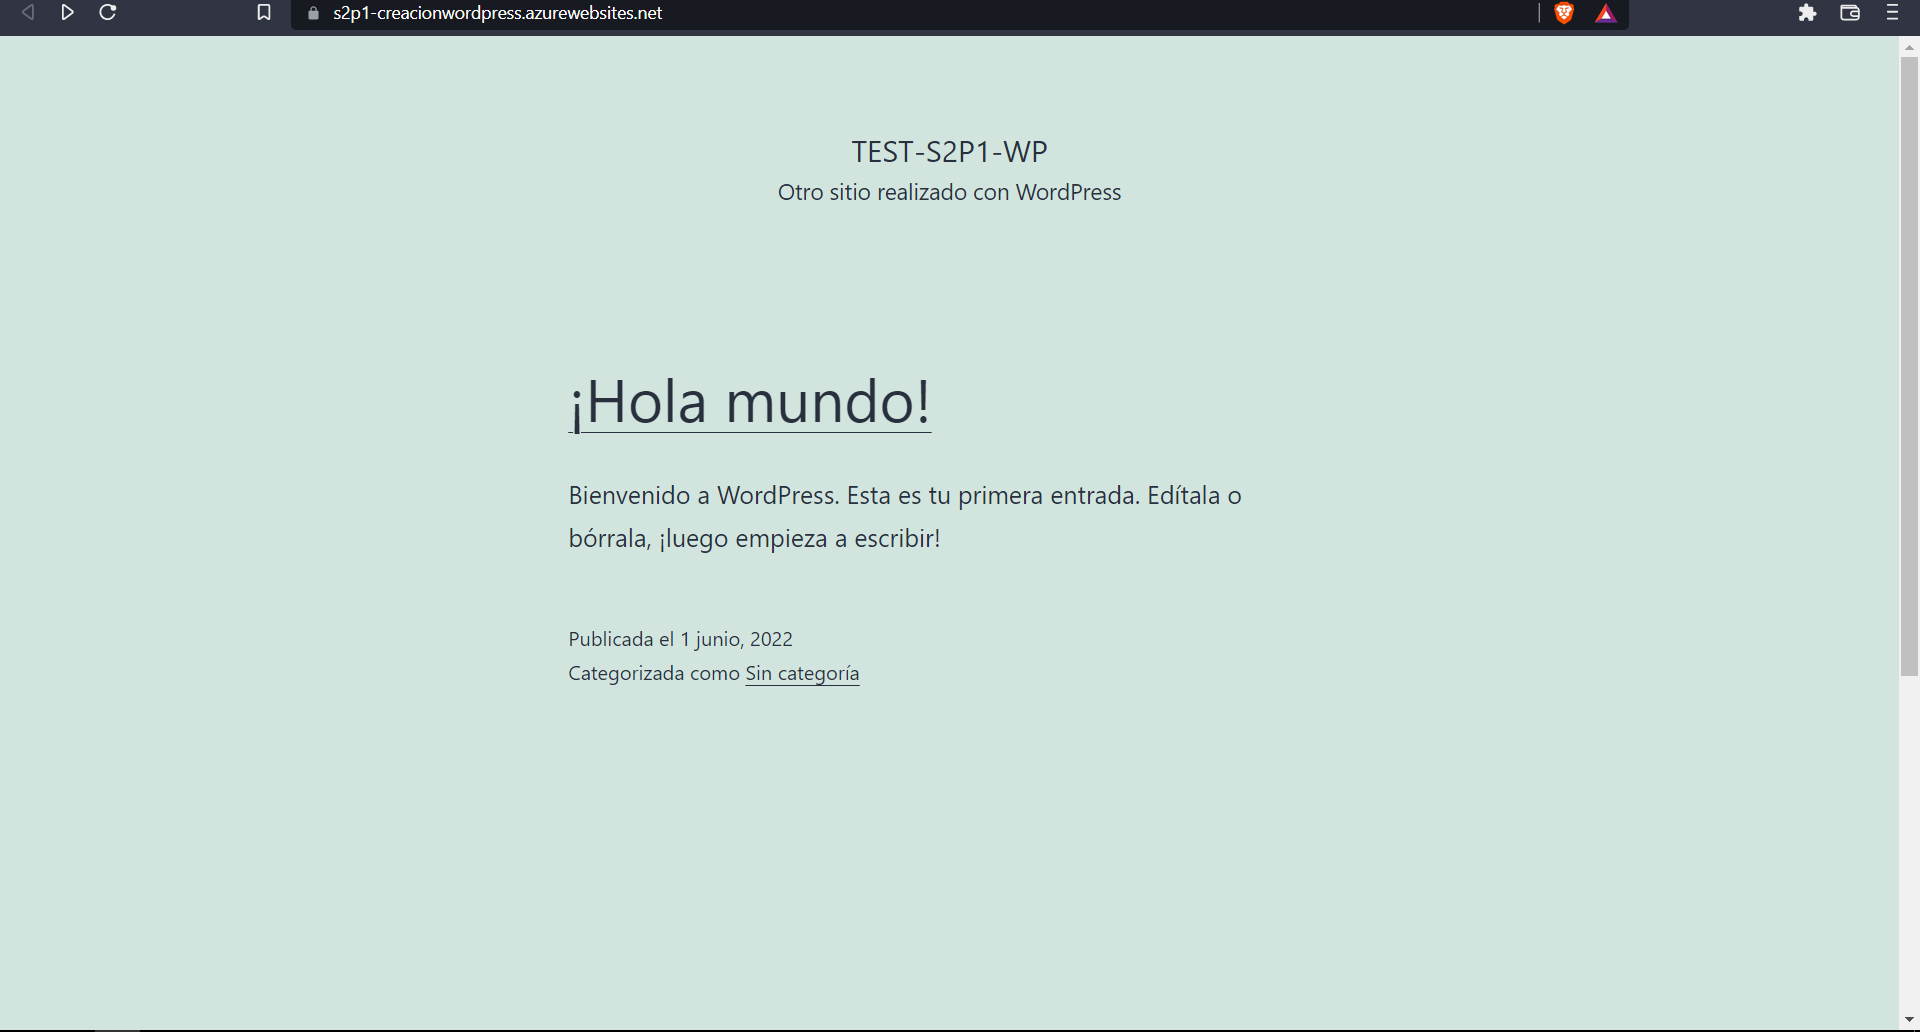 s2p1-creacionwordpress.azurewebsites.net
TEST-S2P1-WP
Otro sitio realizado con WordPress
¡Hola mundo!
Bienvenido a WordPress. Esta es tu primera entrada. Edítala o
bórrala, ¡luego empieza a escribir!
Publicada el 1 junio, 2022
Categorizada como Sin categoría